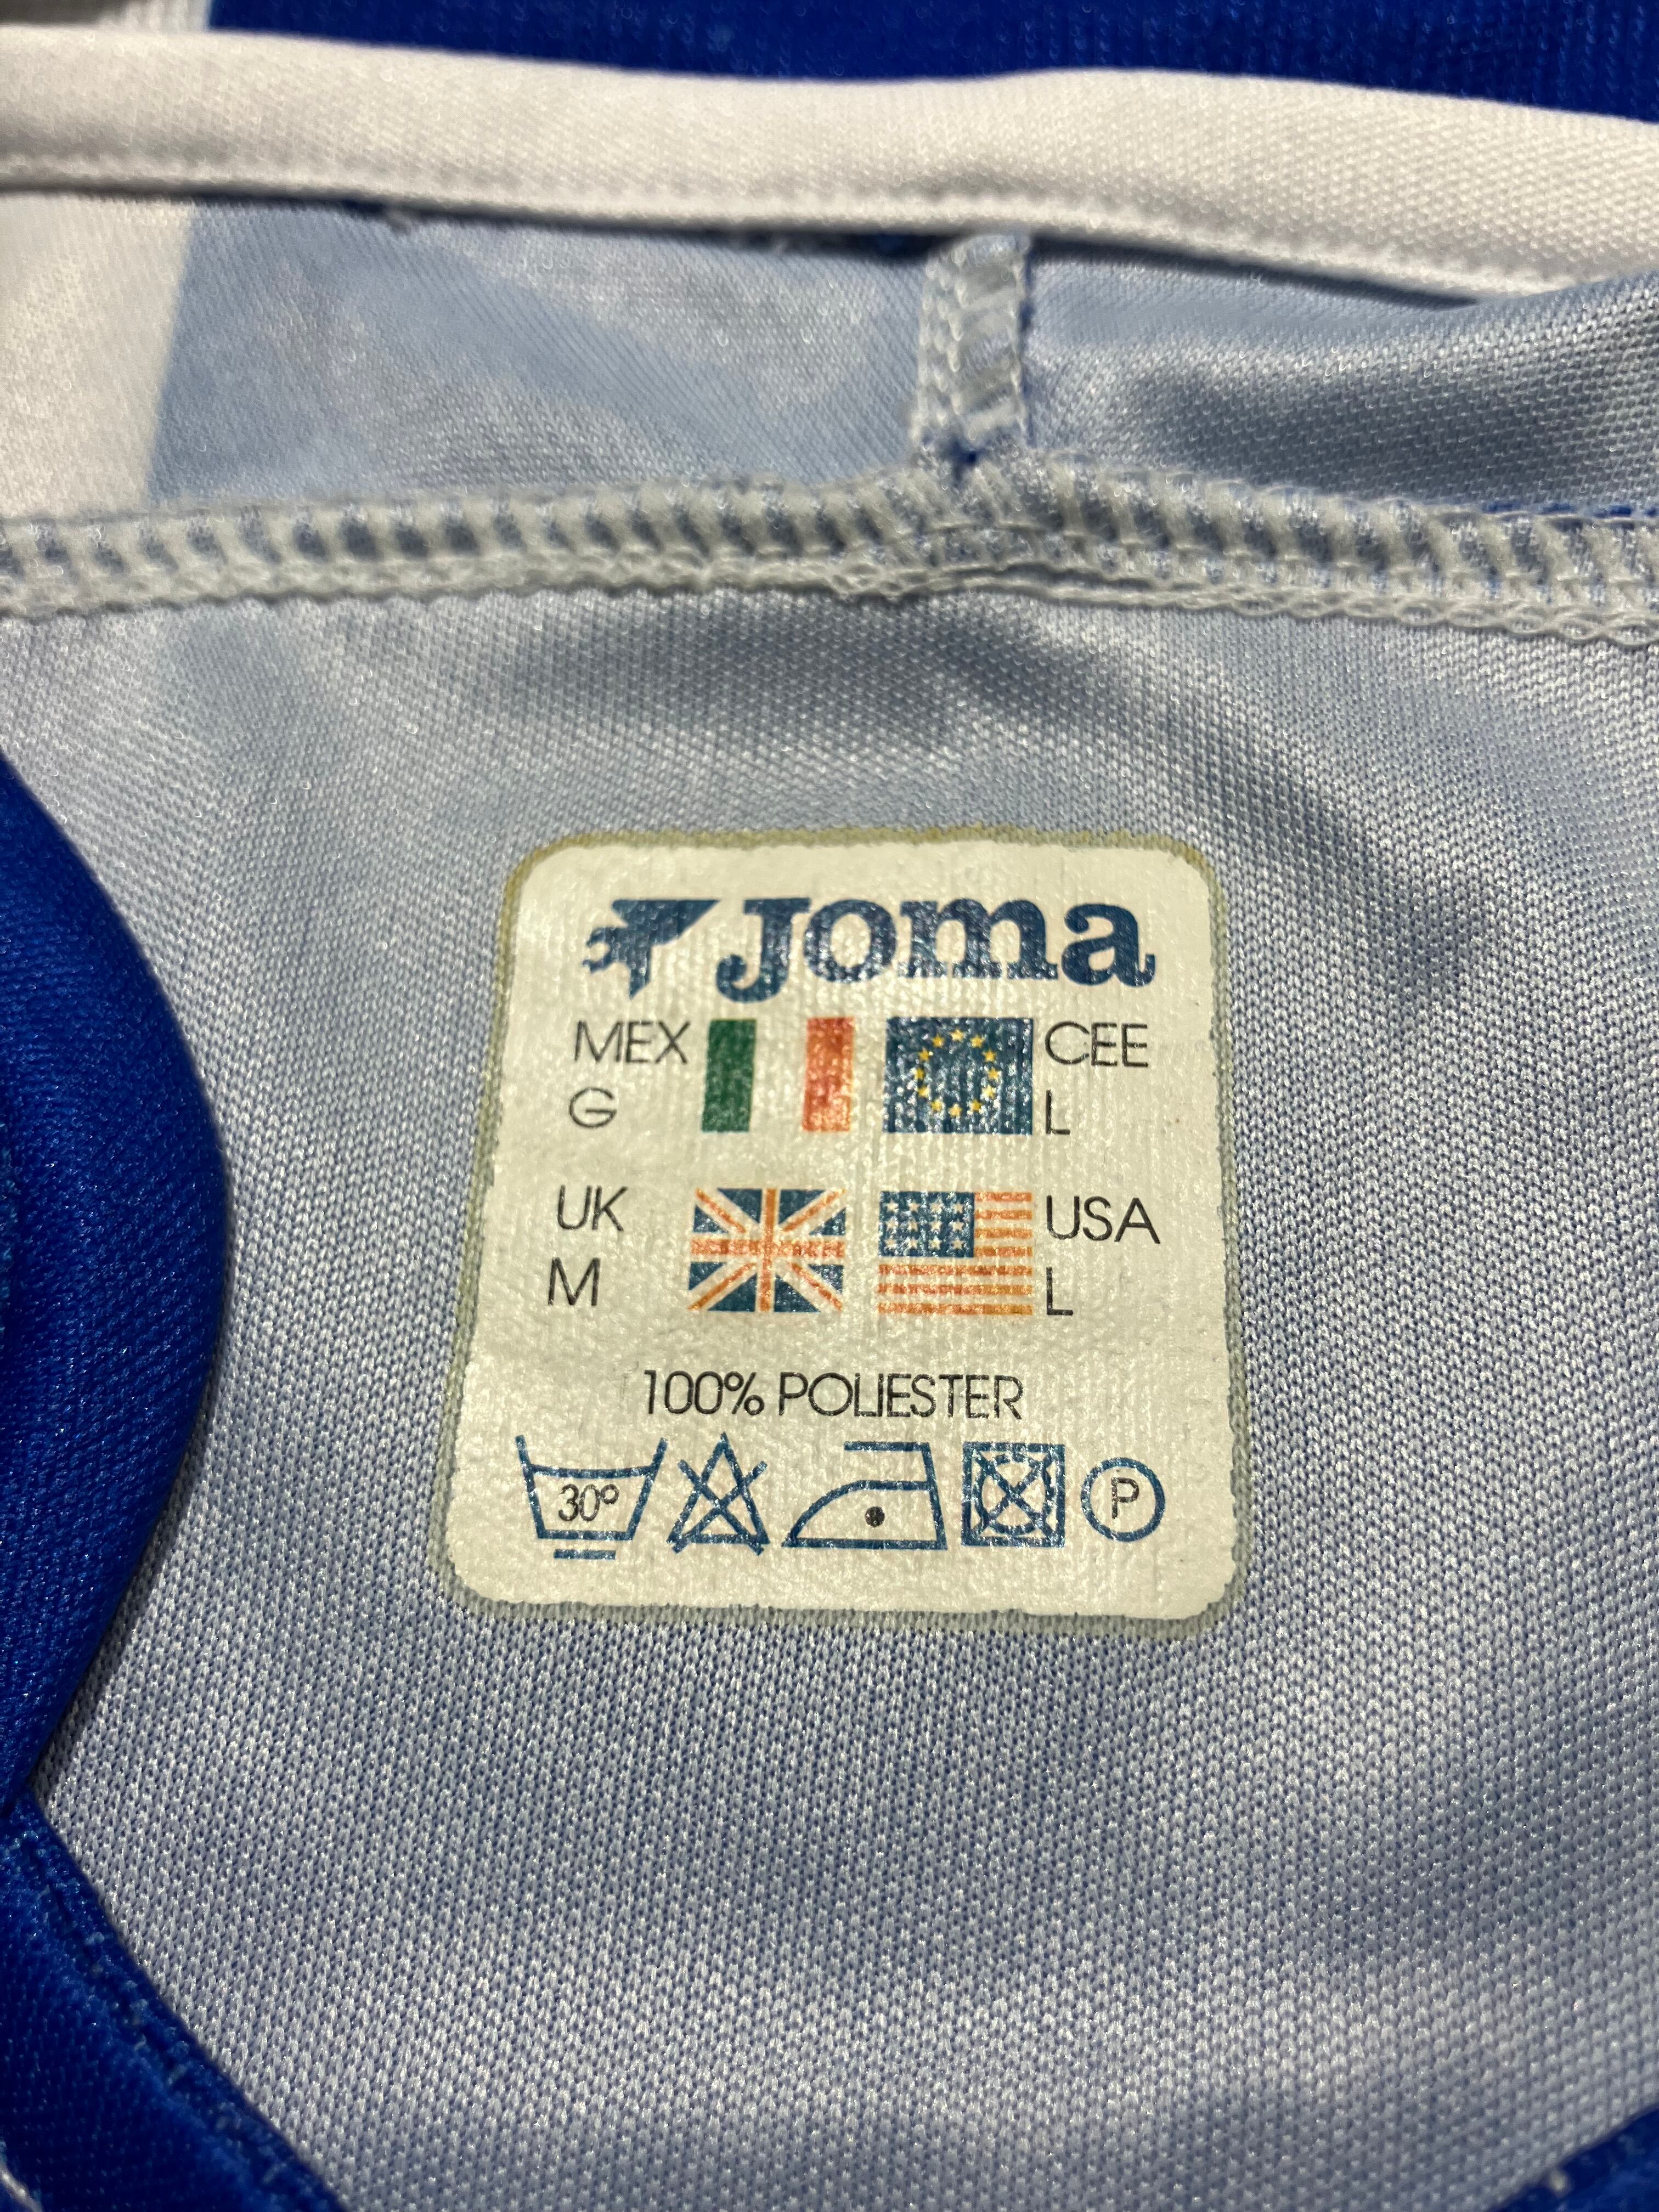 Joma
MEX CEE
G L
UK USA
M L
100% POLIESTER
30° P